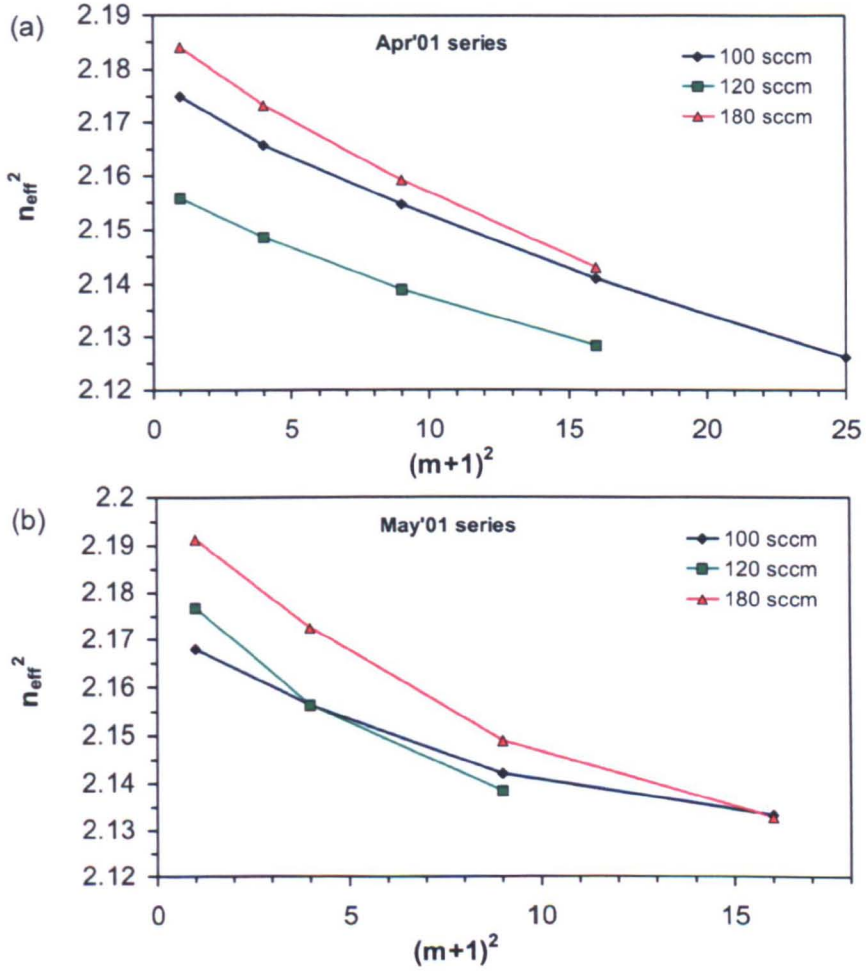 (a)
Apr'01 series
100 sccm
120 sccm
180 sccm
2.19
2.18
2.17
2.16
2.15
2.14
2.13
2.12
n_eff^2
0 5 10 15 20 25
(m+1)^2
(b)
May'01 series
100 sccm
120 sccm
180 sccm
2.2
2.19
2.18
2.17
2.16
2.15
2.14
2.13
2.12
n_eff^2
0 5 10 15
(m+1)^2